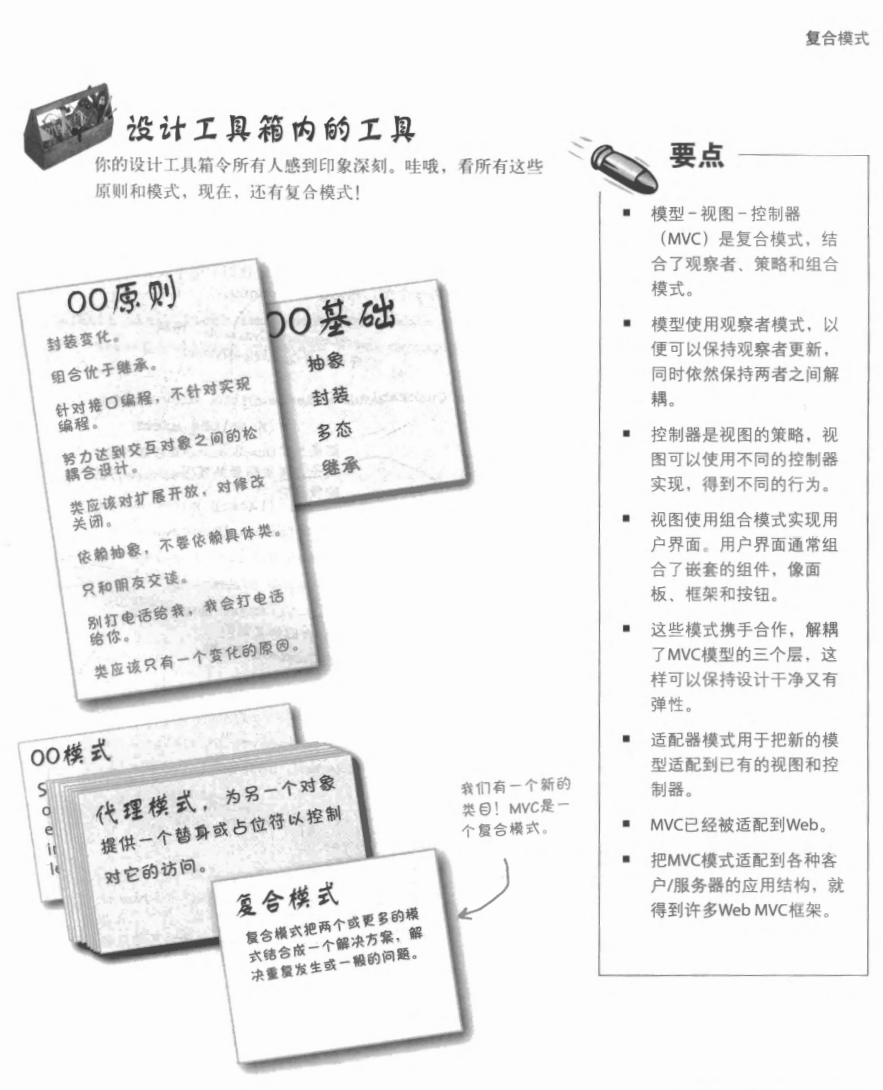 复合模式
设计工具箱内的工具
你的设计工具箱令所有人感到印象深刻。哇哦，看所有这些
原则和模式，现在，还有复合模式！
OO原则
封装变化。
组合优于继承。
针对接口编程，不针对实现
编程。
努力达到交互对象之间的松
耦合设计。
类应该对扩展开放，对修改
关闭。
依赖抽象，不要依赖具体类。
只和朋友交谈。
别打电话给我，我会打电话
给你。
类应该只有一个变化的原因。
OO基础
抽象
封装
多态
继承
OO模式
代理模式，为另一个对象
提供一个替身或占位符以控制
对它的访问。
复合模式
复合模式把两个或更多的模
式结合成一个解决方案，解
决重复发生或一般的问题。
我们有一个新的
类目！MVC是一
个复合模式。
要点
▪ 模型－视图－控制器
（MVC）是复合模式，结
合了观察者、策略和组合
模式。
▪ 模型使用观察者模式，以
便可以保持观察者更新，
同时依然保持两者之间解
耦。
▪ 控制器是视图的策略，视
图可以使用不同的控制器
实现，得到不同的行为。
▪ 视图使用组合模式实现用
户界面。用户界面通常组
合了嵌套的组件，像面
板、框架和按钮。
▪ 这些模式携手合作，解耦
了MVC模型的三个层，这
样可以保持设计干净又有
弹性。
▪ 适配器模式用于把新的模
型适配到已有的视图和控
制器。
▪ MVC已经被适配到Web。
▪ 把MVC模式适配到各种客
户/服务器的应用结构，就
得到许多Web MVC框架。